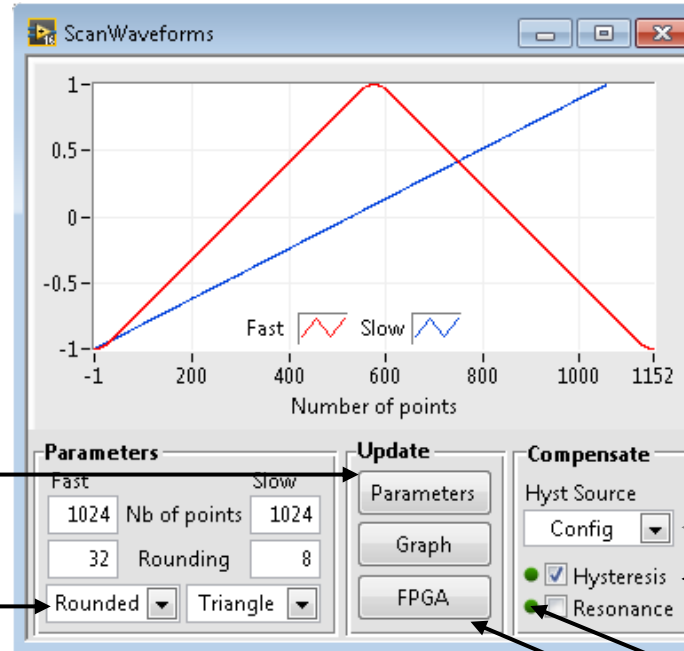 ScanWaveforms
1
0.5
0
-0.5
-1
Fast Slow
-1 200 400 600 800 1000 1152
Number of points
Parameters
Fast Slow
1024 Nb of points 1024
32 Rounding 8
Rounded Triangle
Update
Parameters
Graph
FPGA
Compensate
Hyst Source
Config
Hysteresis
Resonance